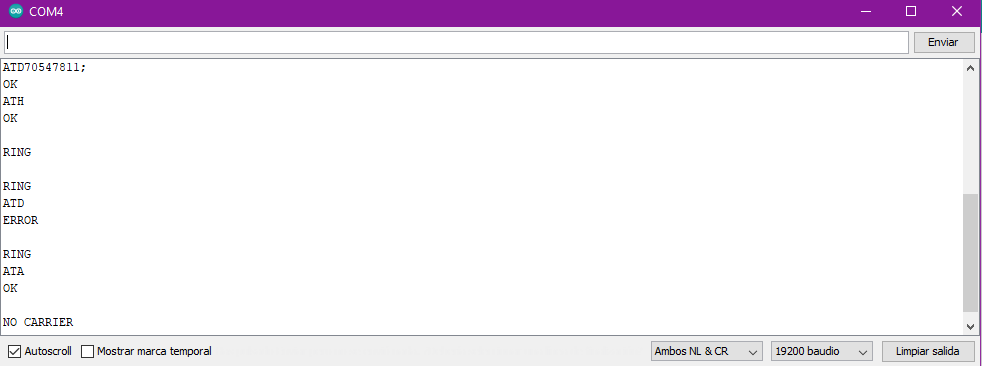 COM4
Enviar
ATD70547811;
OK
ATH
OK
RING
RING
ATD
ERROR
RING
ATA
OK
NO CARRIER
Autoscroll Mostrar marca temporal Ambos NL & CR 19200 baudio Limpiar salida